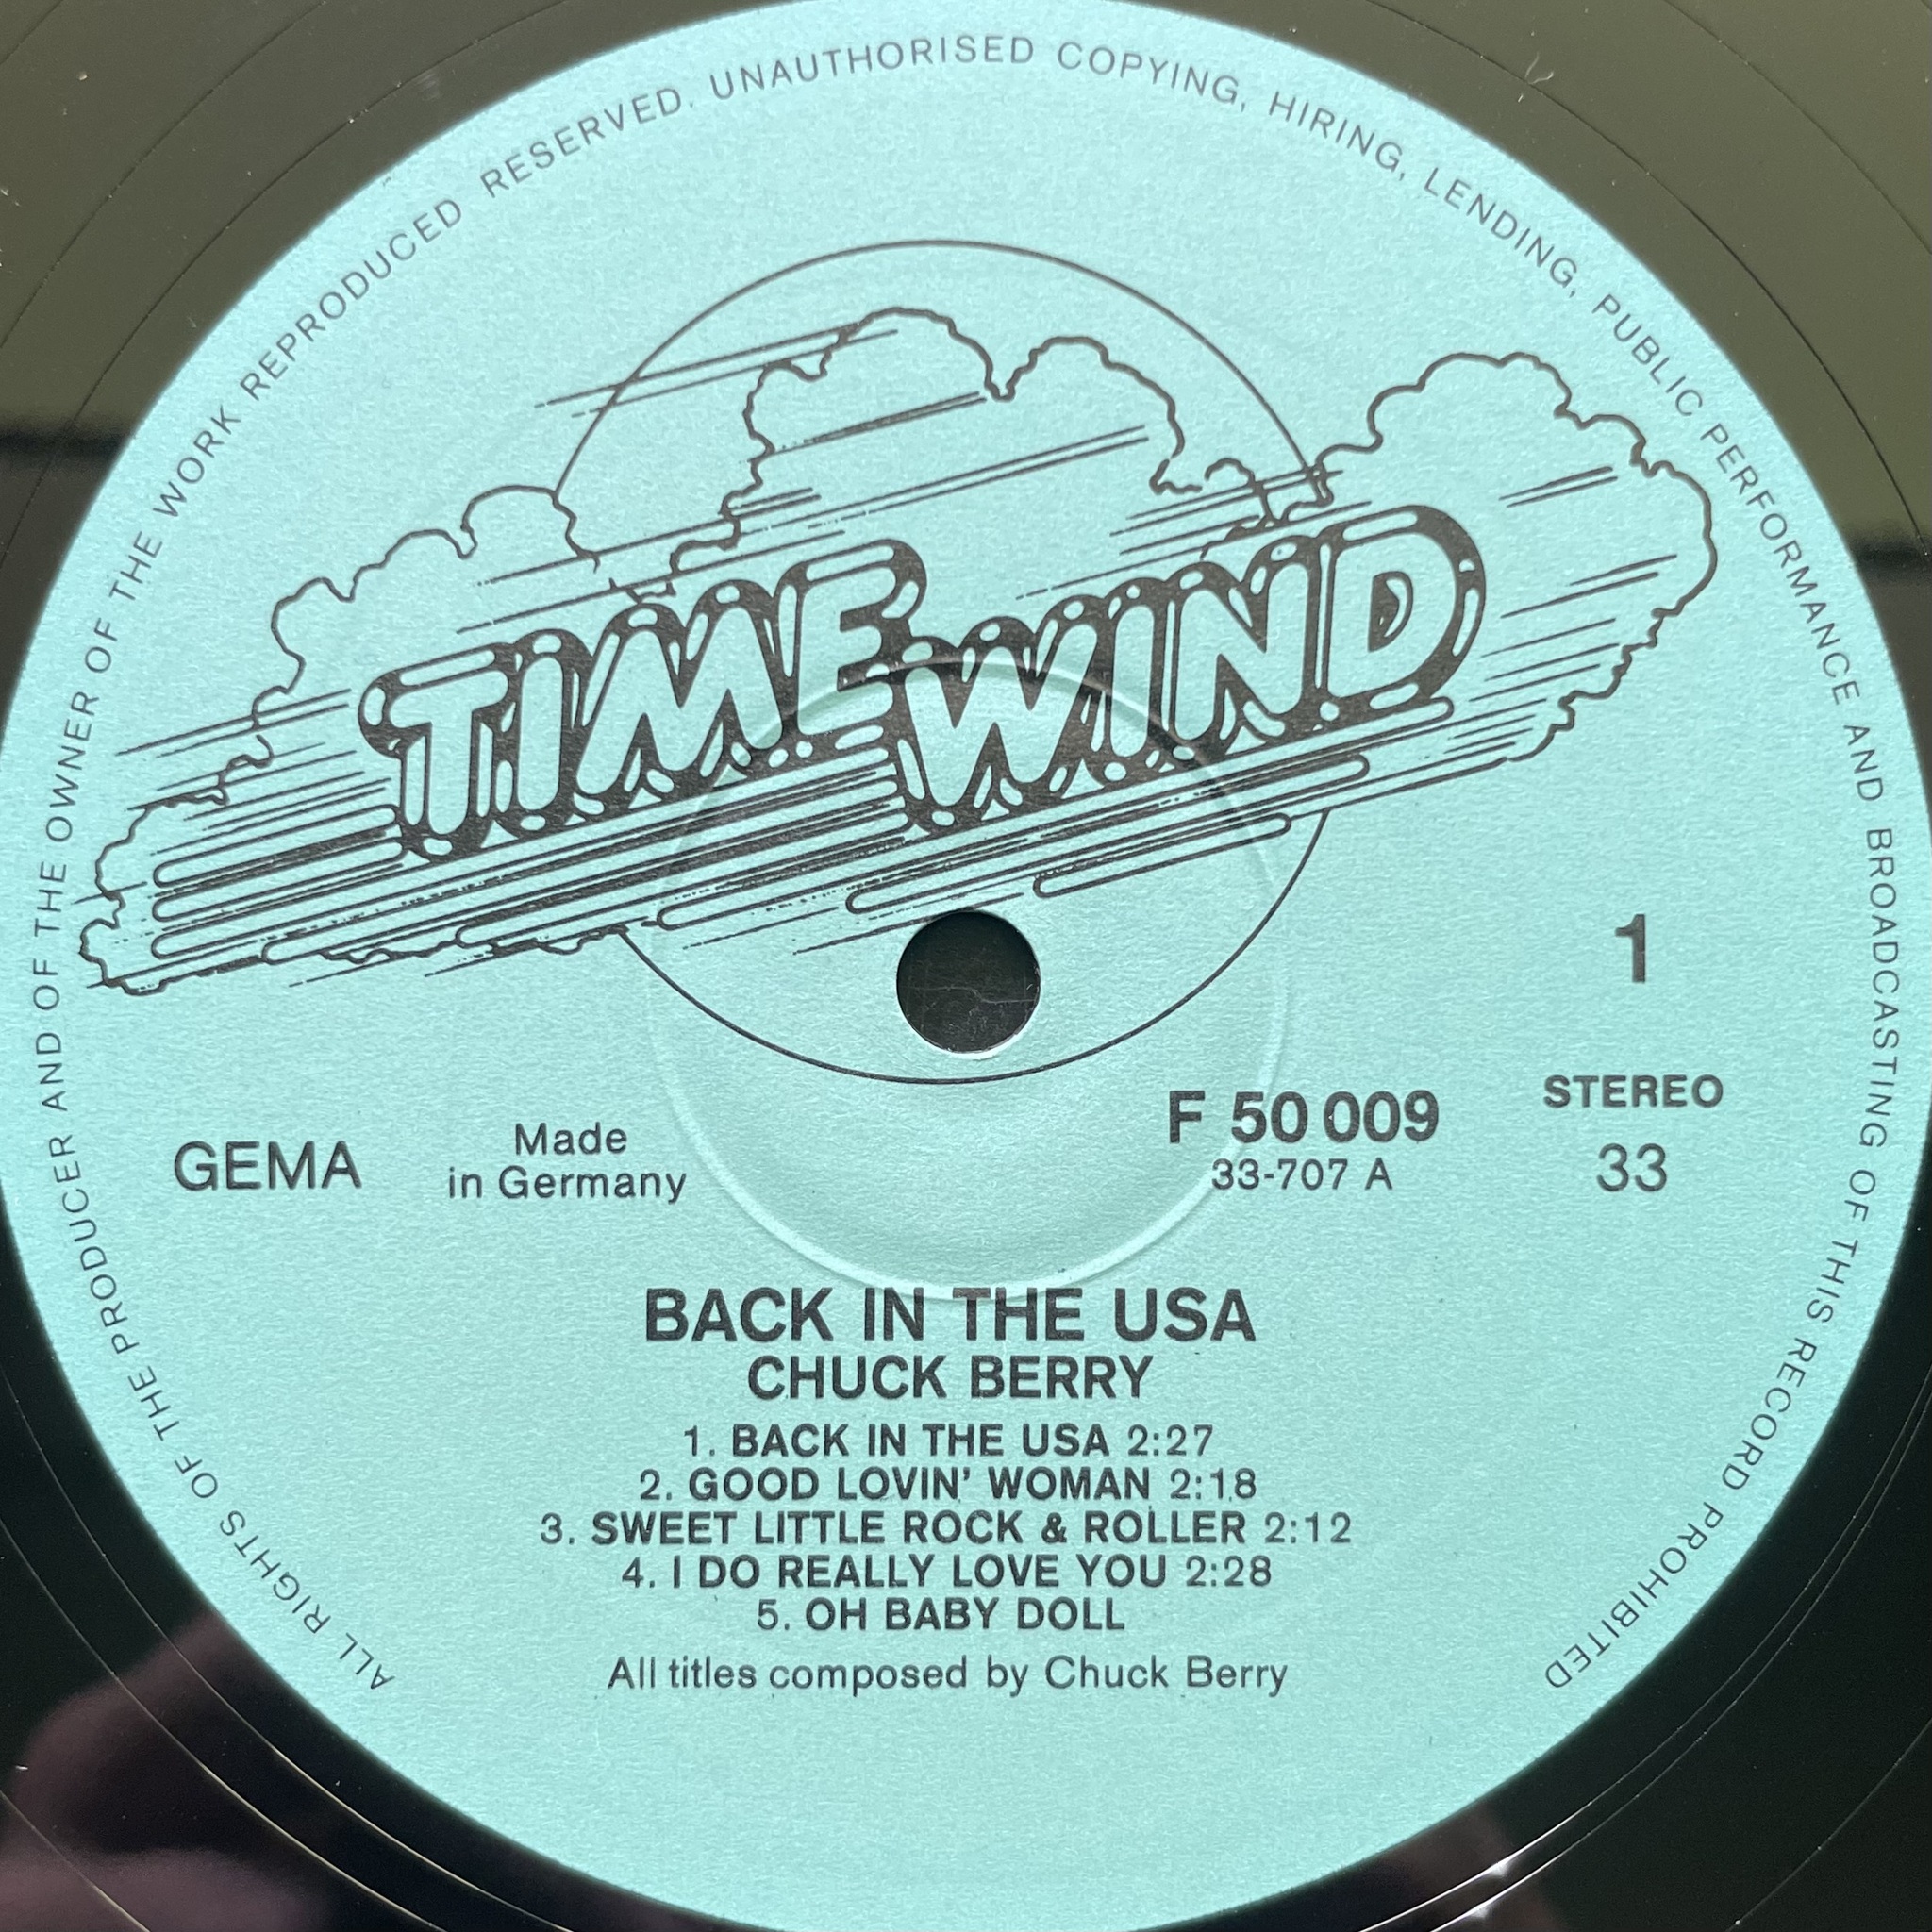 ALL RIGHTS OF THE PRODUCER AND OF THE OWNER OF THE WORK REPRODUCED RESERVED. UNAUTHORISED COPYING, HIRING, LENDING, PUBLIC PERFORMANCE AND BROADCASTING OF THIS RECORD PROHIBITED
TIME WIND
1
GEMA
Made
in Germany
F 50 009
33-707 A
STEREO
33
BACK IN THE USA
CHUCK BERRY
1. BACK IN THE USA 2:27
2. GOOD LOVIN' WOMAN 2:18
3. SWEET LITTLE ROCK & ROLLER 2:12
4. I DO REALLY LOVE YOU 2:28
5. OH BABY DOLL
All titles composed by Chuck Berry